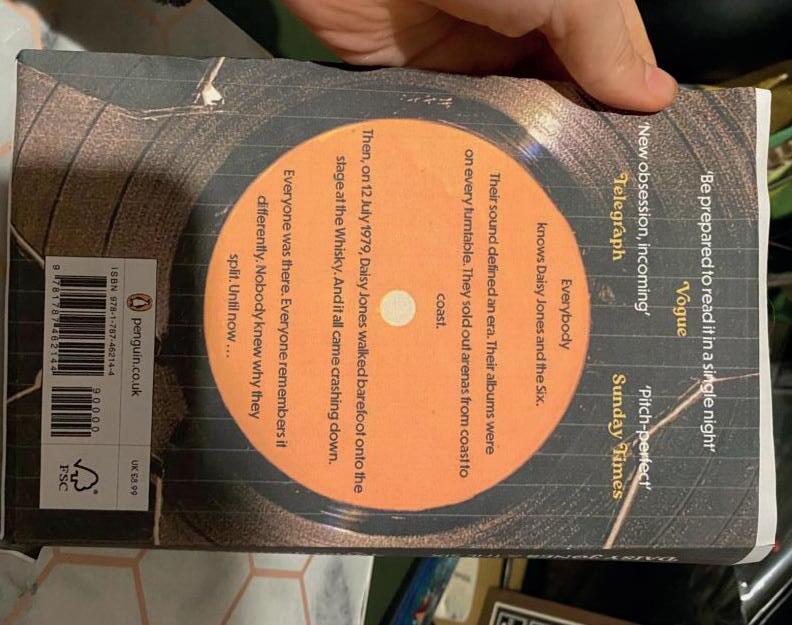 'Be prepared to read it in a single night'
Vogue
'New obsession, incoming'
Telegraph
'Pitch-perfect'
Sunday Times
Everybody
knows Daisy Jones and the Six.
Their sound defined an era. Their albums were
on every turntable. They sold out arenas from coast to
coast.
Then, on 12 July 1979, Daisy Jones walked barefoot onto the
stage at the Whisky. And it all came crashing down.
Everyone was there. Everyone remembers it
differently. Nobody knew why they
split. Until now ...
penguin.co.uk
UK £8.99
ISBN 978-1-787-46214-4
90000
9 781787 462144
FSC